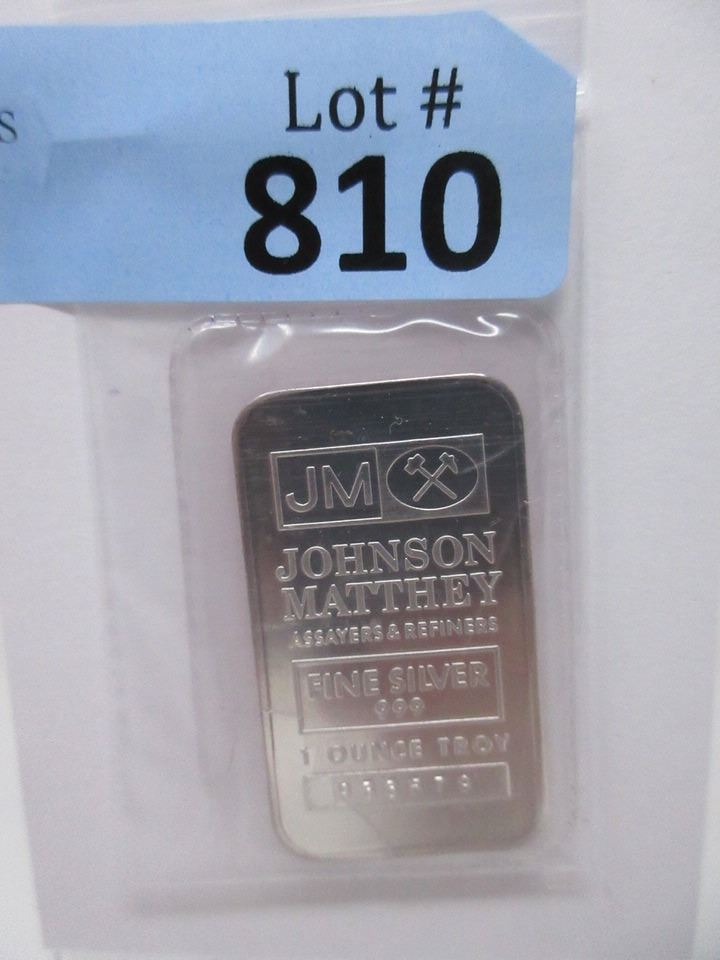 S
Lot #
810
JM
JOHNSON
MATTHEY
ASSAYERS & REFINERS
FINE SILVER
999
1 OUNCE TROY